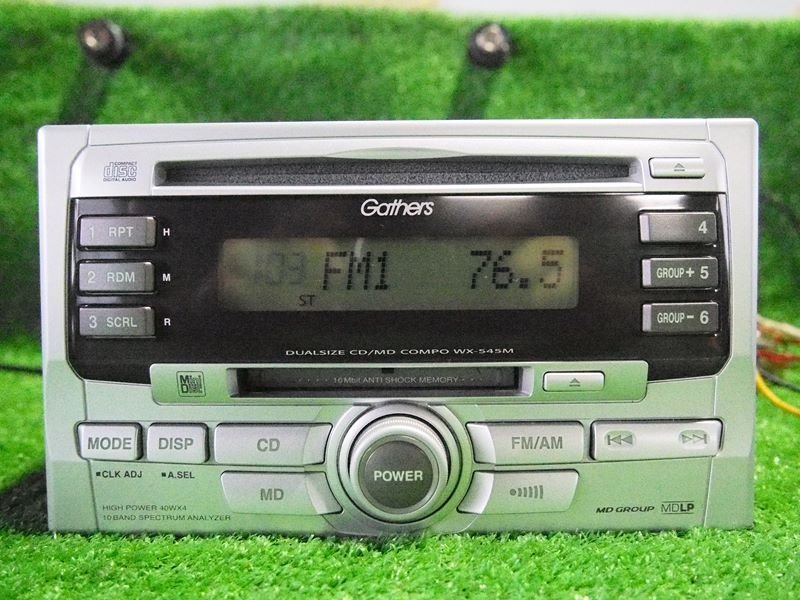 COMPACT
disc
DIGITAL AUDIO
Gathers
1 RPT H
4
2 RDM M
GROUP+ 5
3 SCRL R
GROUP- 6
FM1 76.5
ST
DUALSIZE CD/MD COMPO WX-545M
16Mbit ANTI SHOCK MEMORY
MODE DISP CD FM/AM
CLK ADJ A.SEL
POWER
MD
HIGH POWER 40WX4
10 BAND SPECTRUM ANALYZER
MD GROUP MDLP